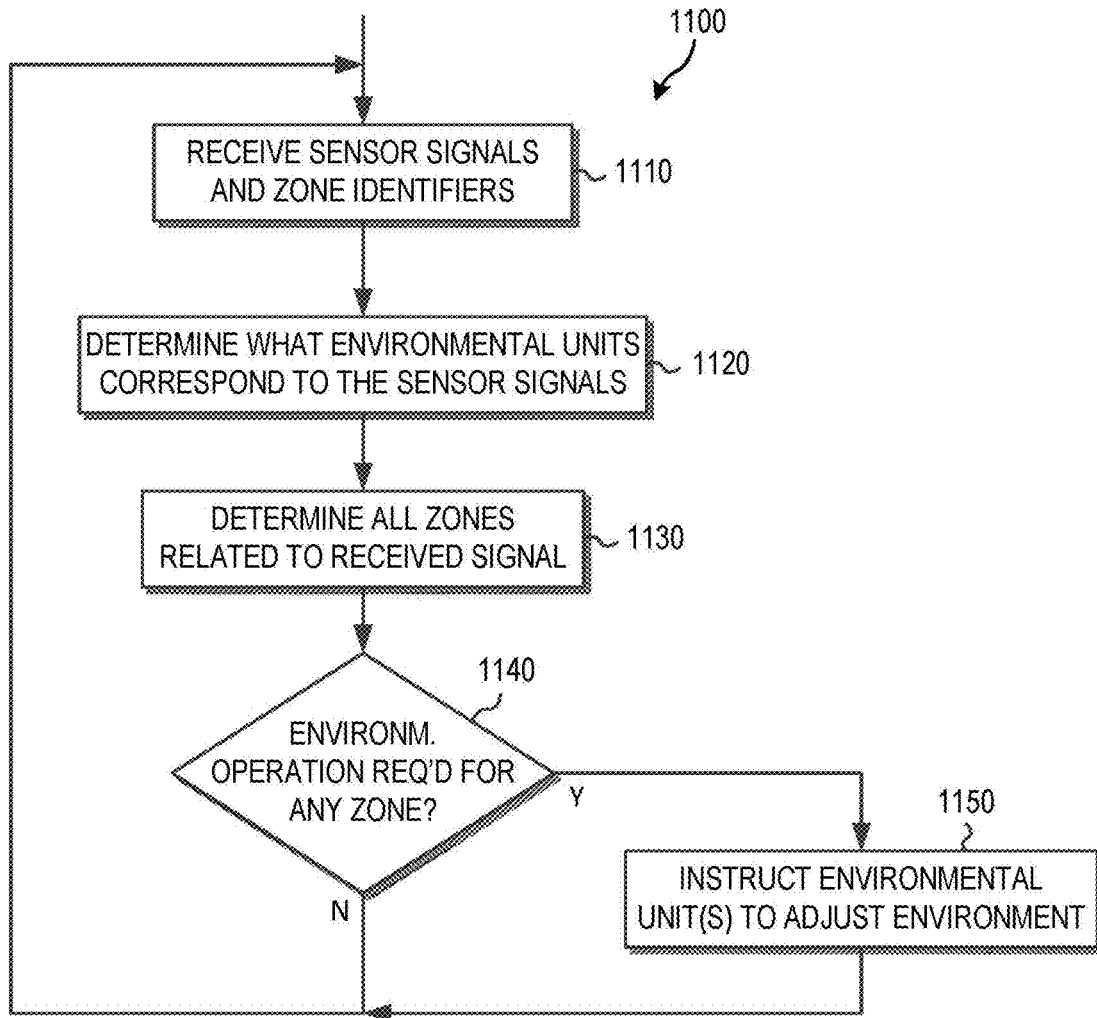 1100
RECEIVE SENSOR SIGNALS
AND ZONE IDENTIFIERS
1110
DETERMINE WHAT ENVIRONMENTAL UNITS
CORRESPOND TO THE SENSOR SIGNALS
1120
DETERMINE ALL ZONES
RELATED TO RECEIVED SIGNAL
1130
1140
ENVIRONM.
OPERATION REQ'D FOR
ANY ZONE?
Y
N
1150
INSTRUCT ENVIRONMENTAL
UNIT(S) TO ADJUST ENVIRONMENT